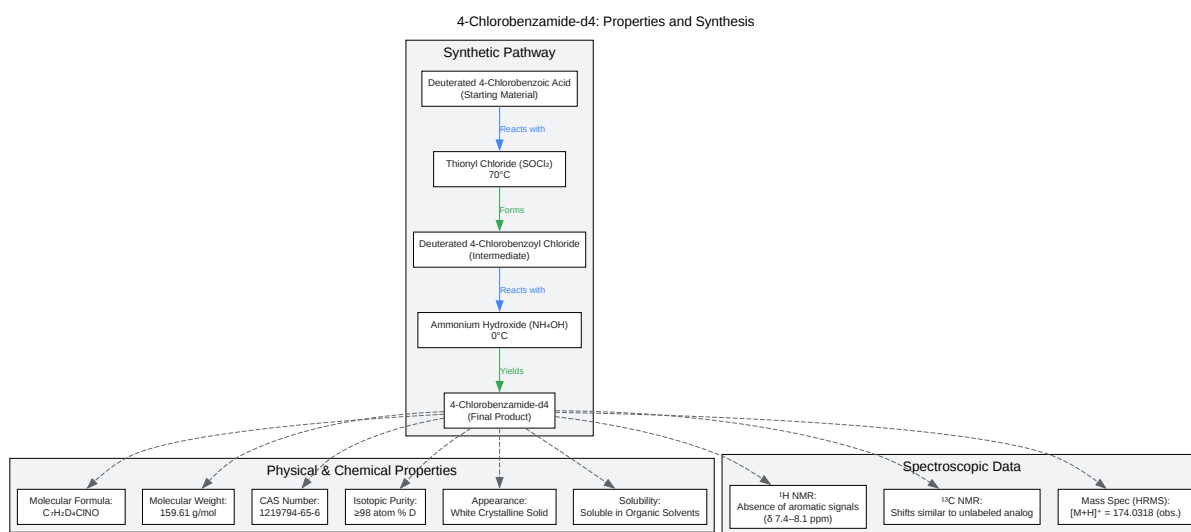 4-Chlorobenzamide-d4: Properties and Synthesis
Synthetic Pathway
Deuterated 4-Chlorobenzoic Acid
(Starting Material)
Reacts with
Thionyl Chloride (SOCl₂)
70°C
Forms
Deuterated 4-Chlorobenzoyl Chloride
(Intermediate)
Reacts with
Ammonium Hydroxide (NH₄OH)
0°C
Yields
4-Chlorobenzamide-d4
(Final Product)
Physical & Chemical Properties
Molecular Formula:
C₇H₂D₄ClNO
Molecular Weight:
159.61 g/mol
CAS Number:
1219794-65-6
Isotopic Purity:
≥98 atom % D
Appearance:
White Crystalline Solid
Solubility:
Soluble in Organic Solvents
Spectroscopic Data
¹H NMR:
Absence of aromatic signals
(δ 7.4–8.1 ppm)
¹³C NMR:
Shifts similar to unlabeled analog
Mass Spec (HRMS):
[M+H]⁺ = 174.0318 (obs.)